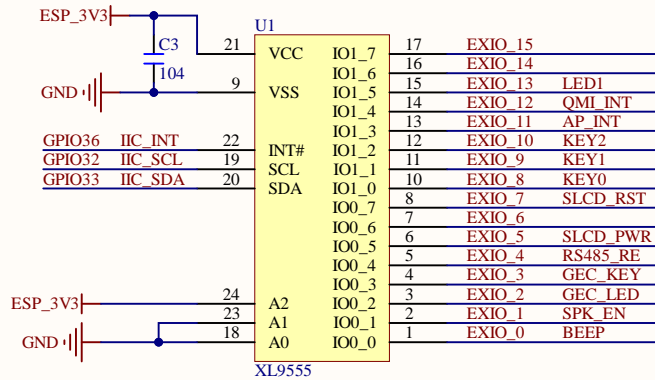 ESP_3V3
U1
C3
104
21 VCC IO1_7 17 EXIO_15
IO1_6 16 EXIO_14
GND 9 VSS IO1_5 15 EXIO_13 LED1
IO1_4 14 EXIO_12 QMI_INT
IO1_3 13 EXIO_11 AP_INT
GPIO36 IIC_INT 22 INT# IO1_2 12 EXIO_10 KEY2
GPIO32 IIC_SCL 19 SCL IO1_1 11 EXIO_9 KEY1
GPIO33 IIC_SDA 20 SDA IO1_0 10 EXIO_8 KEY0
IO0_7 8 EXIO_7 SLCD_RST
IO0_6 7 EXIO_6
IO0_5 6 EXIO_5 SLCD_PWR
IO0_4 5 EXIO_4 RS485_RE
IO0_3 4 EXIO_3 GEC_KEY
ESP_3V3 24 A2 IO0_2 3 EXIO_2 GEC_LED
23 A1 IO0_1 2 EXIO_1 SPK_EN
GND 18 A0 IO0_0 1 EXIO_0 BEEP
XL9555